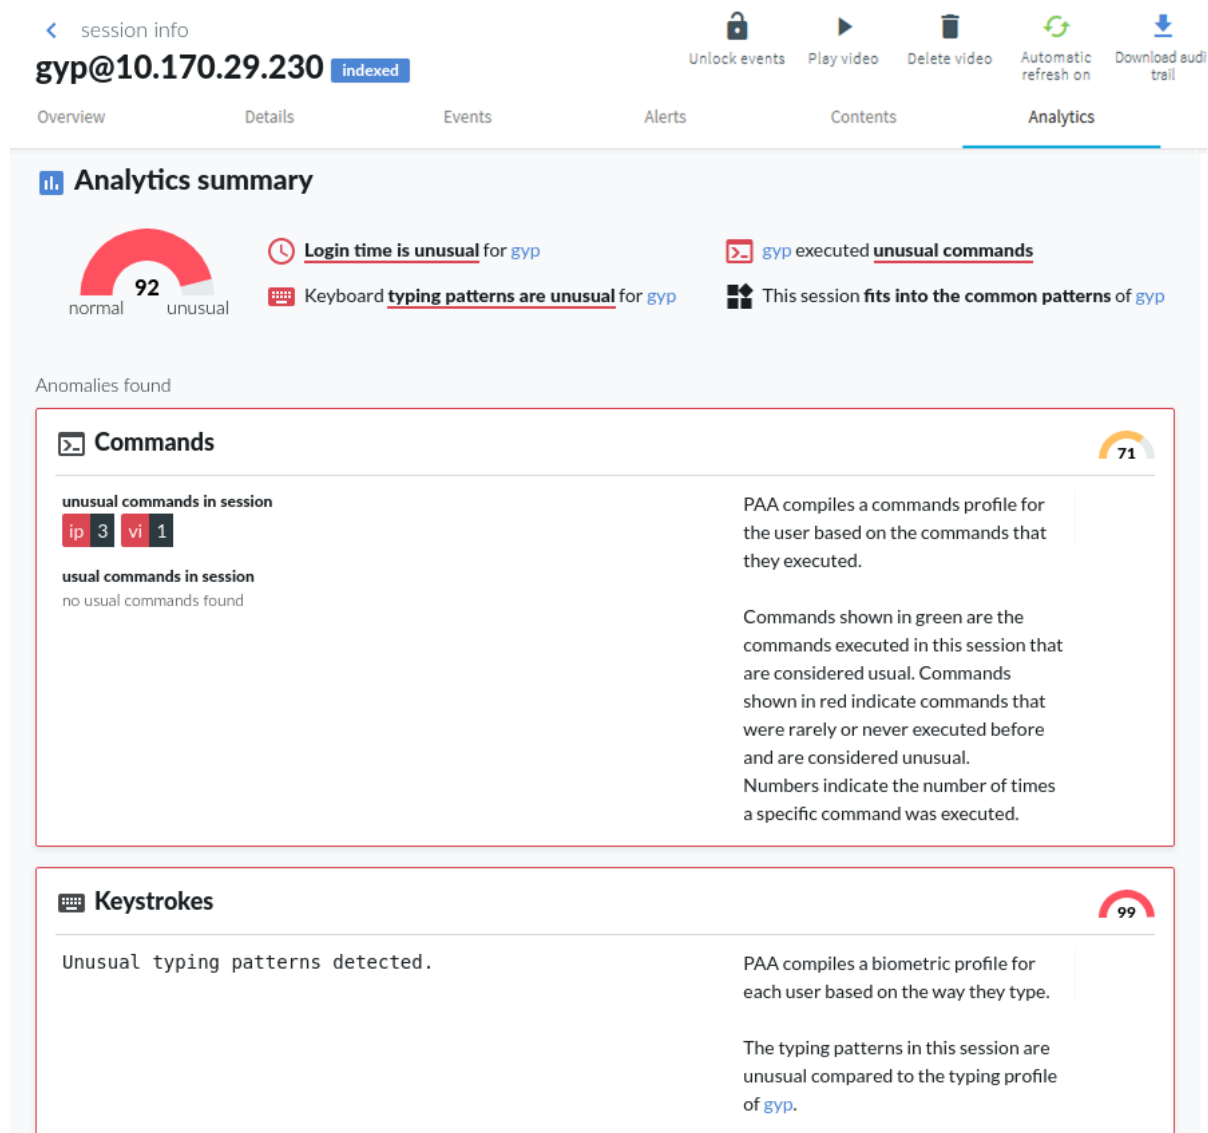 session info
gyp@10.170.29.230 indexed
Unlock events
Play video
Delete video
Automatic
refresh on
Download audi
trail
Overview
Details
Events
Alerts
Contents
Analytics
Analytics summary
92
normal
unusual
Login time is unusual for gyp
gyp executed unusual commands
Keyboard typing patterns are unusual for gyp
This session fits into the common patterns of gyp
Anomalies found
Commands
71
unusual commands in session
ip 3 vi 1
usual commands in session
no usual commands found
PAA compiles a commands profile for
the user based on the commands that
they executed.
Commands shown in green are the
commands executed in this session that
are considered usual. Commands
shown in red indicate commands that
were rarely or never executed before
and are considered unusual.
Numbers indicate the number of times
a specific command was executed.
Keystrokes
99
Unusual typing patterns detected.
PAA compiles a biometric profile for
each user based on the way they type.
The typing patterns in this session are
unusual compared to the typing profile
of gyp.